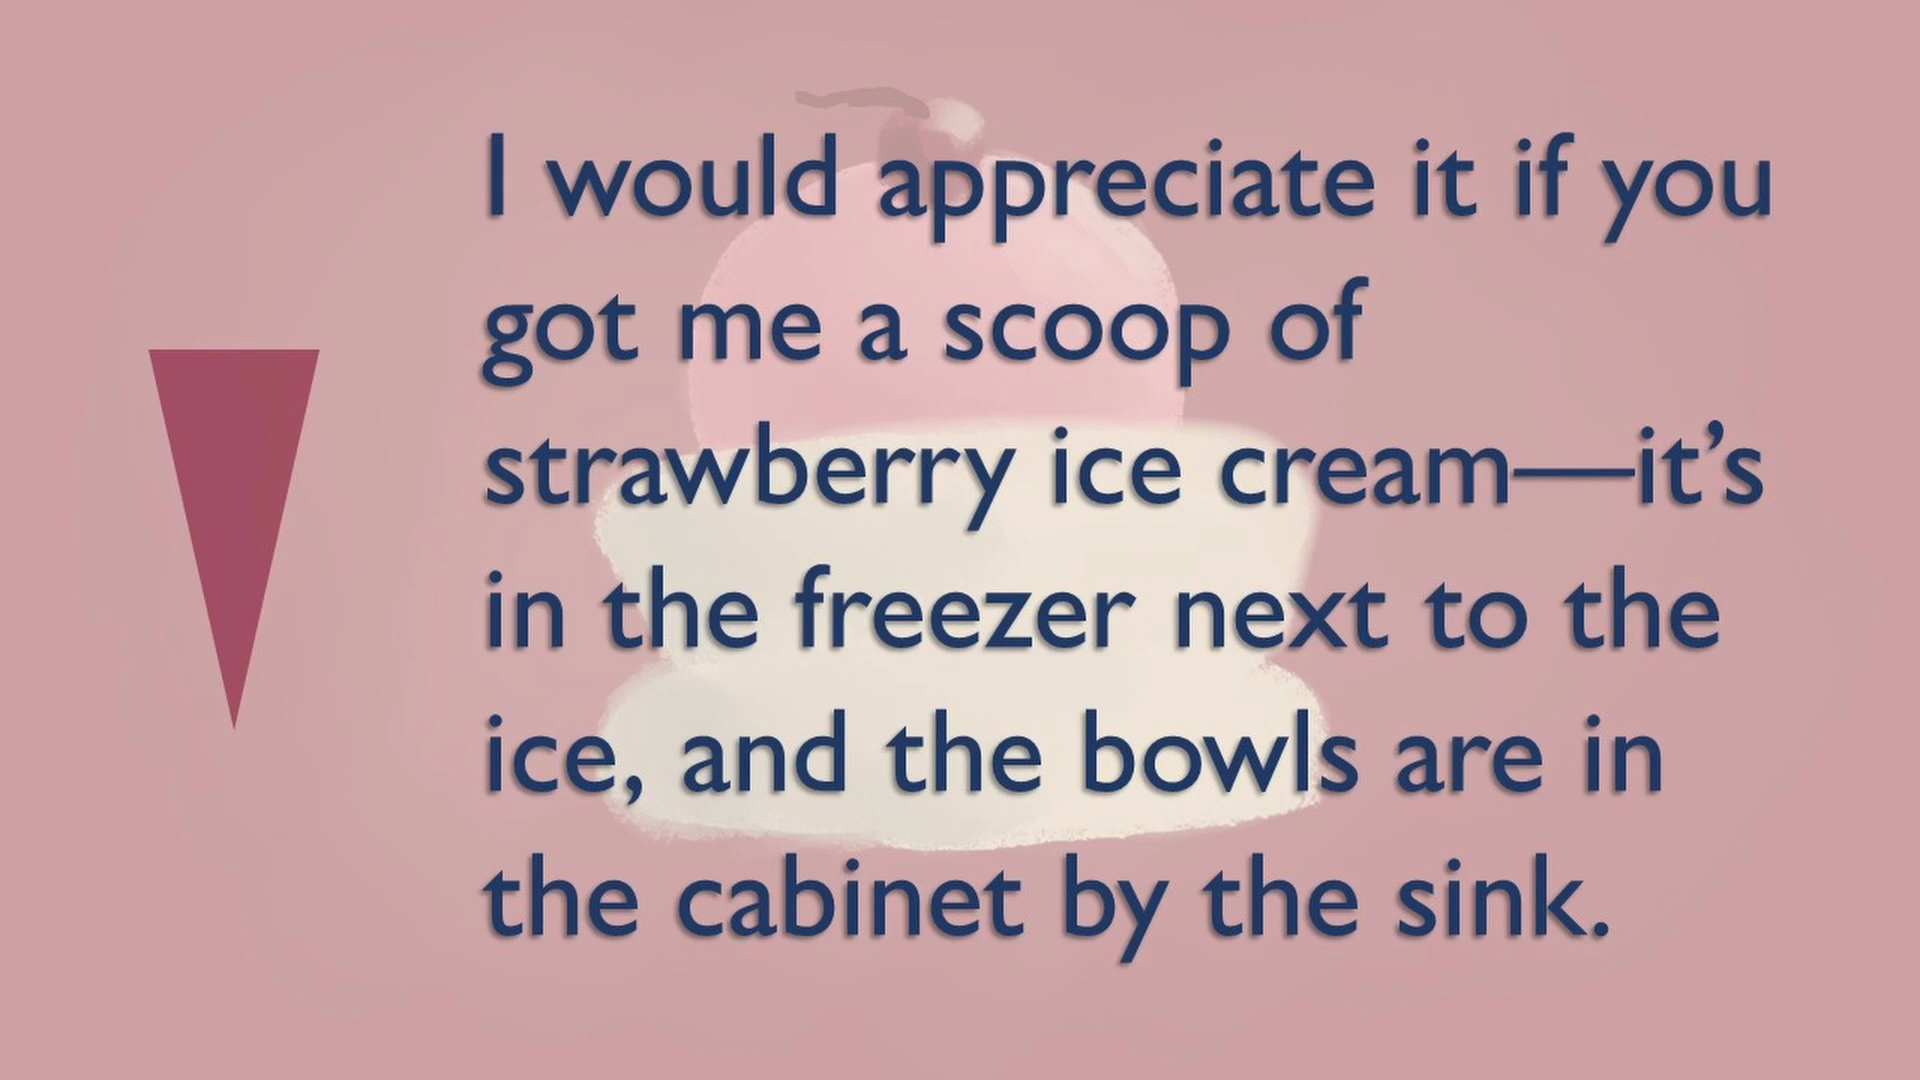 I would appreciate it if you
got me a scoop of
strawberry ice cream—it’s
in the freezer next to the
ice, and the bowls are in
the cabinet by the sink.